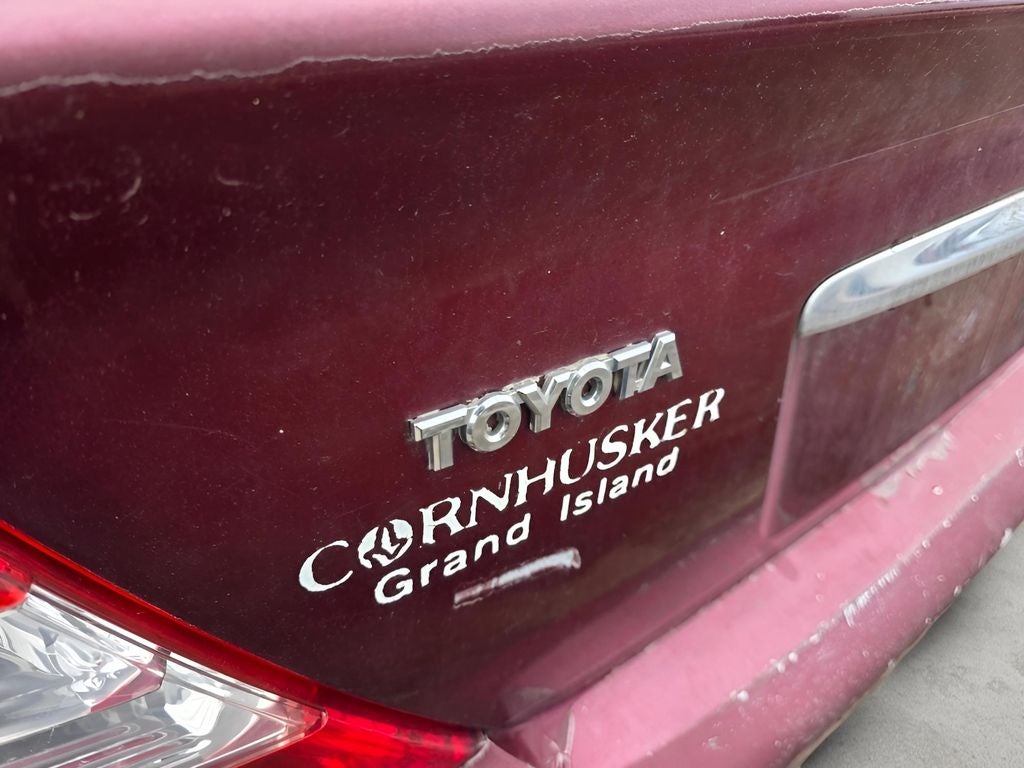 TOYOTA
CORNHUSKER
Grand Island